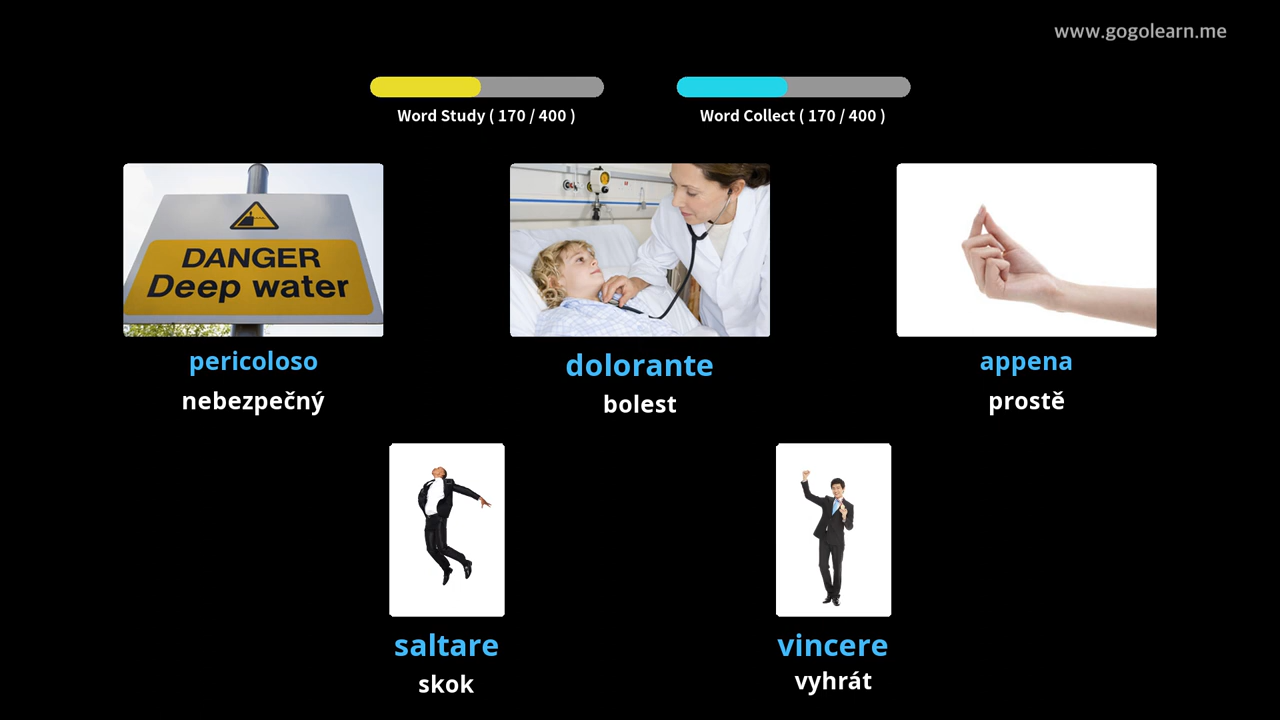 www.gogolearn.me
Word Study ( 170 / 400 )
Word Collect ( 170 / 400 )
DANGER
Deep water
pericoloso
nebezpečný
dolorante
bolest
appena
prostě
saltare
skok
vincere
vyhrát